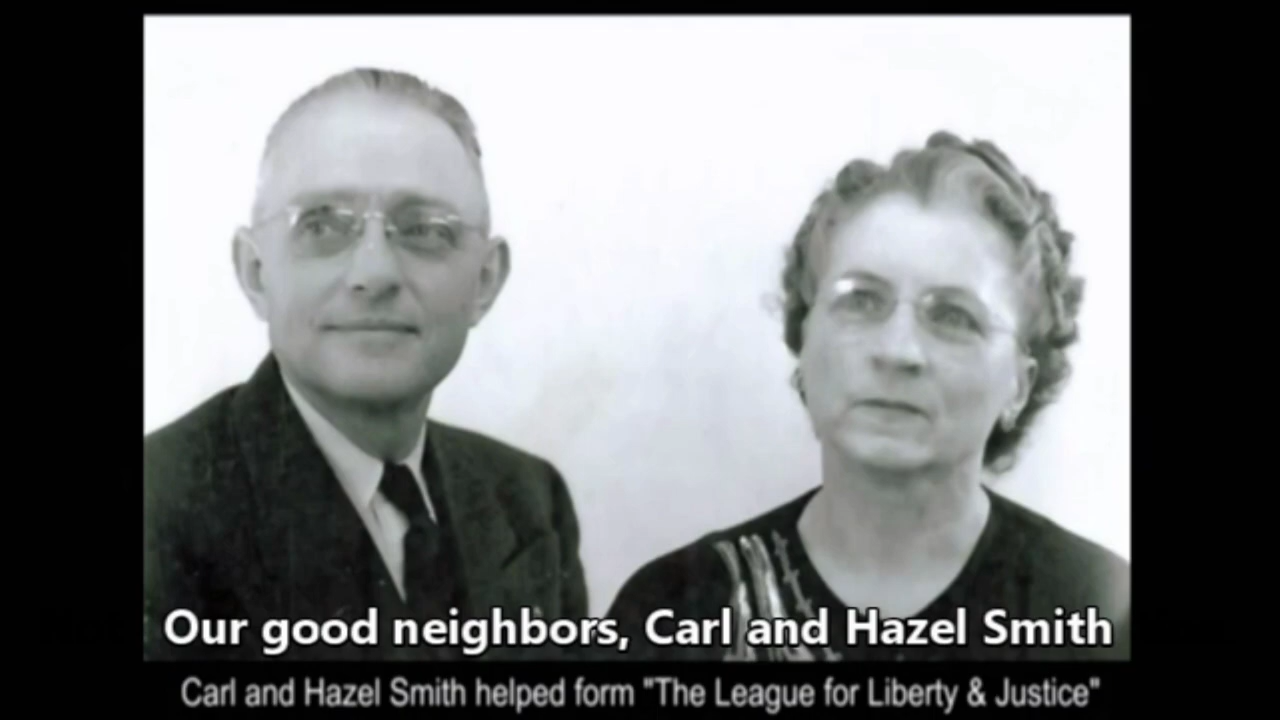 Our good neighbors, Carl and Hazel Smith
Carl and Hazel Smith helped form "The League for Liberty & Justice"